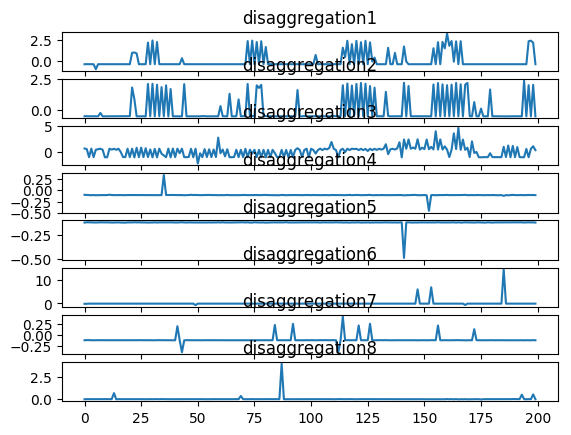 disaggregation1
2.5
0.0
disaggregation2
2.5
0.0
disaggregation3
5
0
disaggregation4
0.25
0.00
−0.25
−0.50
disaggregation5
−0.25
−0.50
disaggregation6
10
0
disaggregation7
0.25
0.00
−0.25
disaggregation8
2.5
0.0
0 25 50 75 100 125 150 175 200